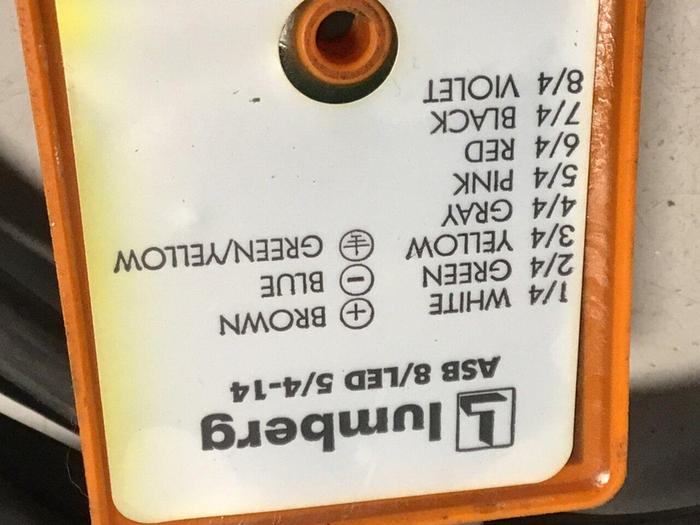 lumberg
ASB 8/LED 5/4-14
1/4 WHITE ⊕ BROWN
2/4 GREEN ⊖ BLUE
3/4 YELLOW ⏚ GREEN/YELLOW
4/4 GRAY
5/4 PINK
6/4 RED
7/4 BLACK
8/4 VIOLET